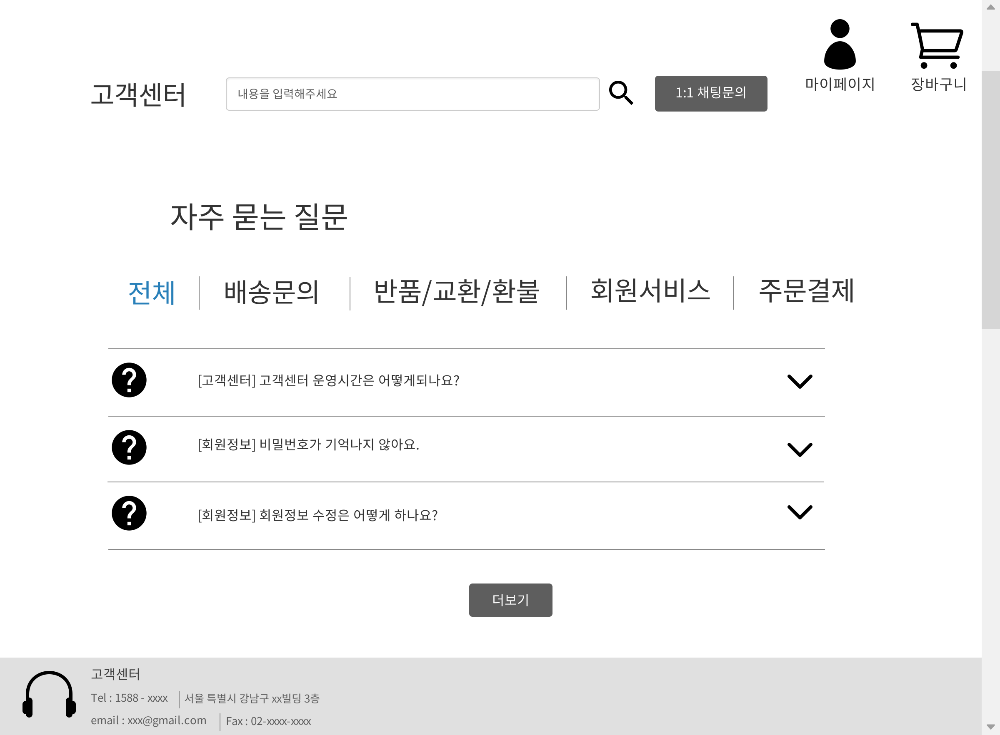 마이페이지
장바구니
고객센터
내용을 입력해주세요
1:1 채팅문의
자주 묻는 질문
전체
배송문의
반품/교환/환불
회원서비스
주문결제
[고객센터] 고객센터 운영시간은 어떻게되나요?
[회원정보] 비밀번호가 기억나지 않아요.
[회원정보] 회원정보 수정은 어떻게 하나요?
더보기
고객센터
Tel : 1588 - xxxx
서울 특별시 강남구 xx빌딩 3층
email : xxx@gmail.com
Fax : 02-xxxx-xxxx